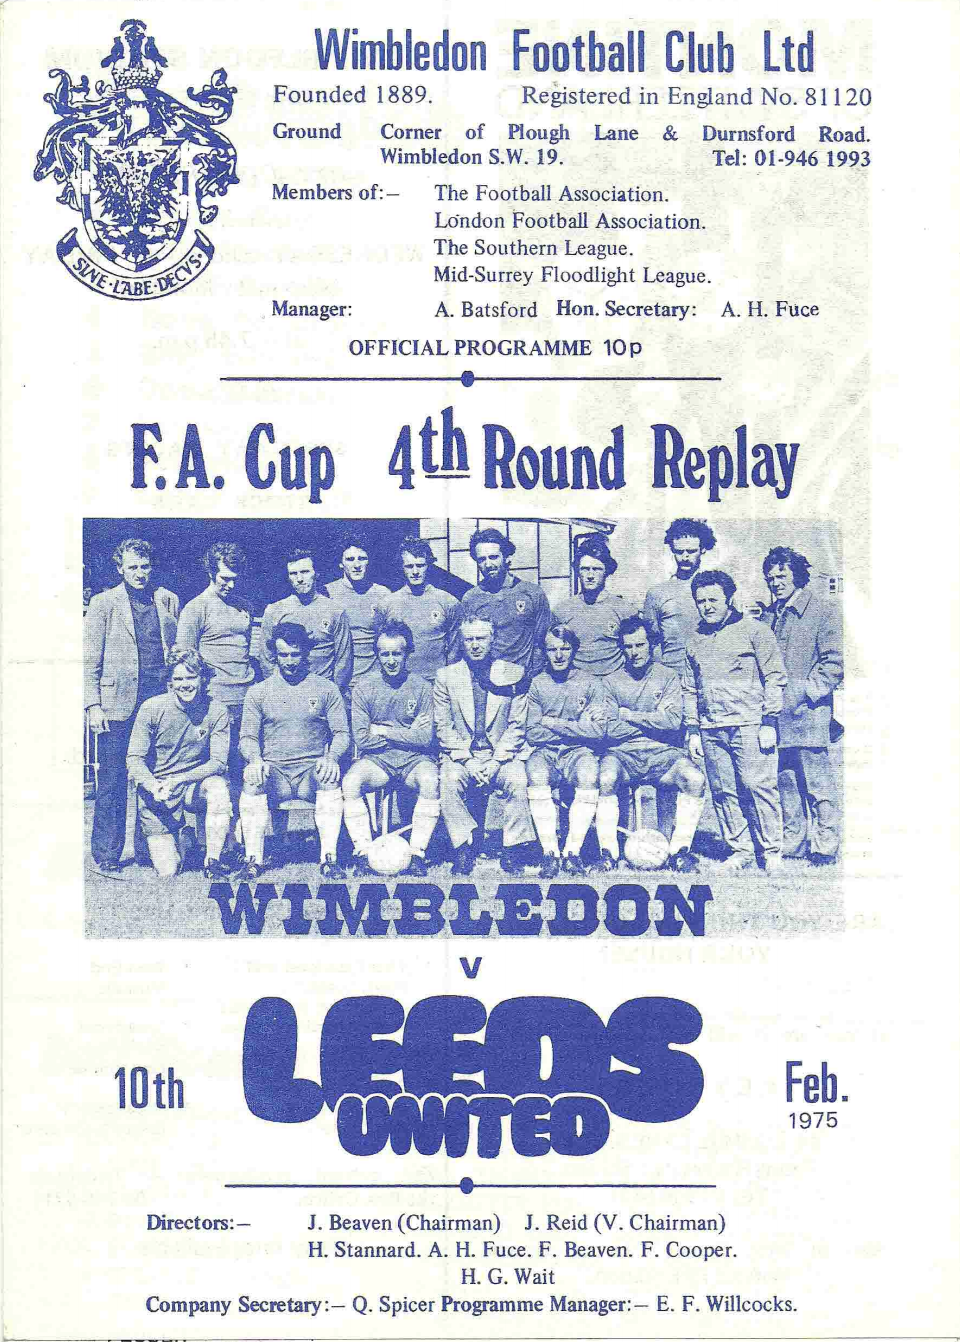 Wimbledon Football Club Ltd
Founded 1889. Registered in England No. 81120
Ground Corner of Plough Lane & Durnsford Road.
Wimbledon S.W. 19. Tel: 01-946 1993
Members of:— The Football Association.
London Football Association.
The Southern League.
Mid-Surrey Floodlight League.
SINE·LABE·DECVS·
Manager: A. Batsford Hon. Secretary: A. H. Fuce
OFFICIAL PROGRAMME 10p
F.A. Cup 4th Round Replay
WIMBLEDON
v
LEEDS
UNITED
10th Feb.
1975
Directors:— J. Beaven (Chairman) J. Reid (V. Chairman)
H. Stannard. A. H. Fuce. F. Beaven. F. Cooper.
H. G. Wait
Company Secretary:— Q. Spicer Programme Manager:— E. F. Willcocks.